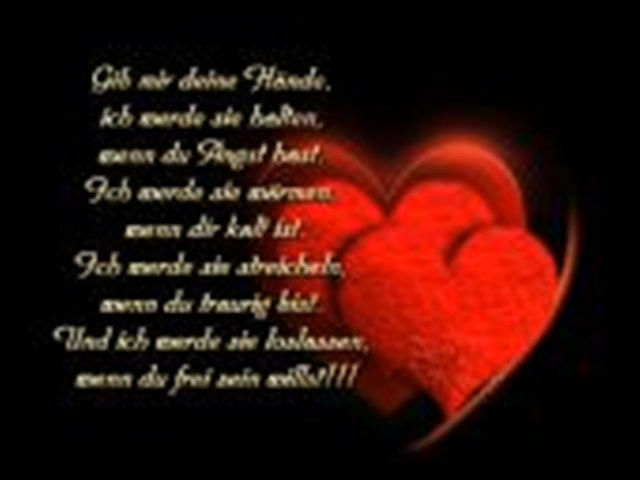 Gib mir deine Hände,
ich werde sie halten,
wenn du Angst hast.
Ich werde sie wärmen,
wenn dir kalt ist.
Ich werde sie streicheln,
wenn du traurig bist.
Und ich werde sie loslassen,
wenn du frei sein willst!!!